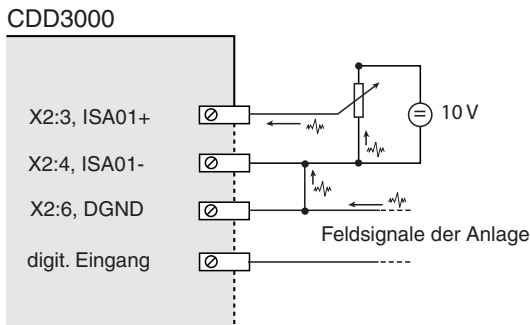 CDD3000
X2:3, ISA01+
10 V
X2:4, ISA01-
X2:6, DGND
Feldsignale der Anlage
digit. Eingang